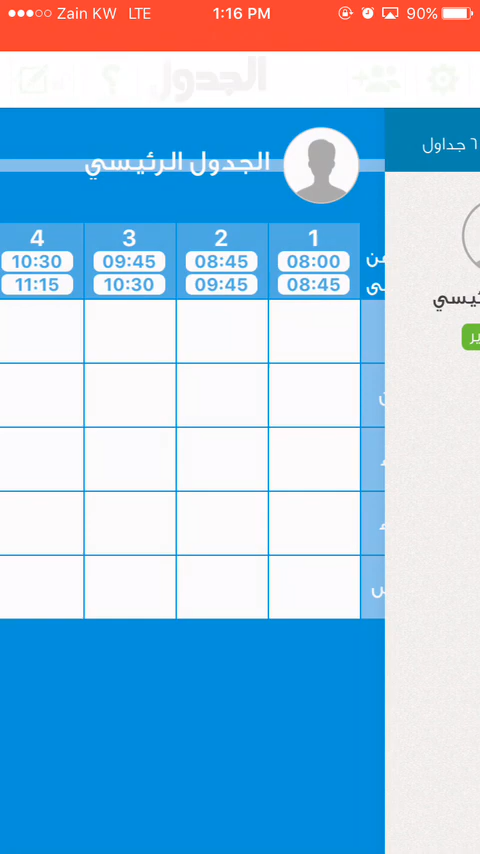 Zain KW LTE 1:16 PM 90%
الجدول ?
٦ جداول
الجدول الرئيسي
1 2 3 4
08:00 08:45 09:45 10:30
08:45 09:45 10:30 11:15